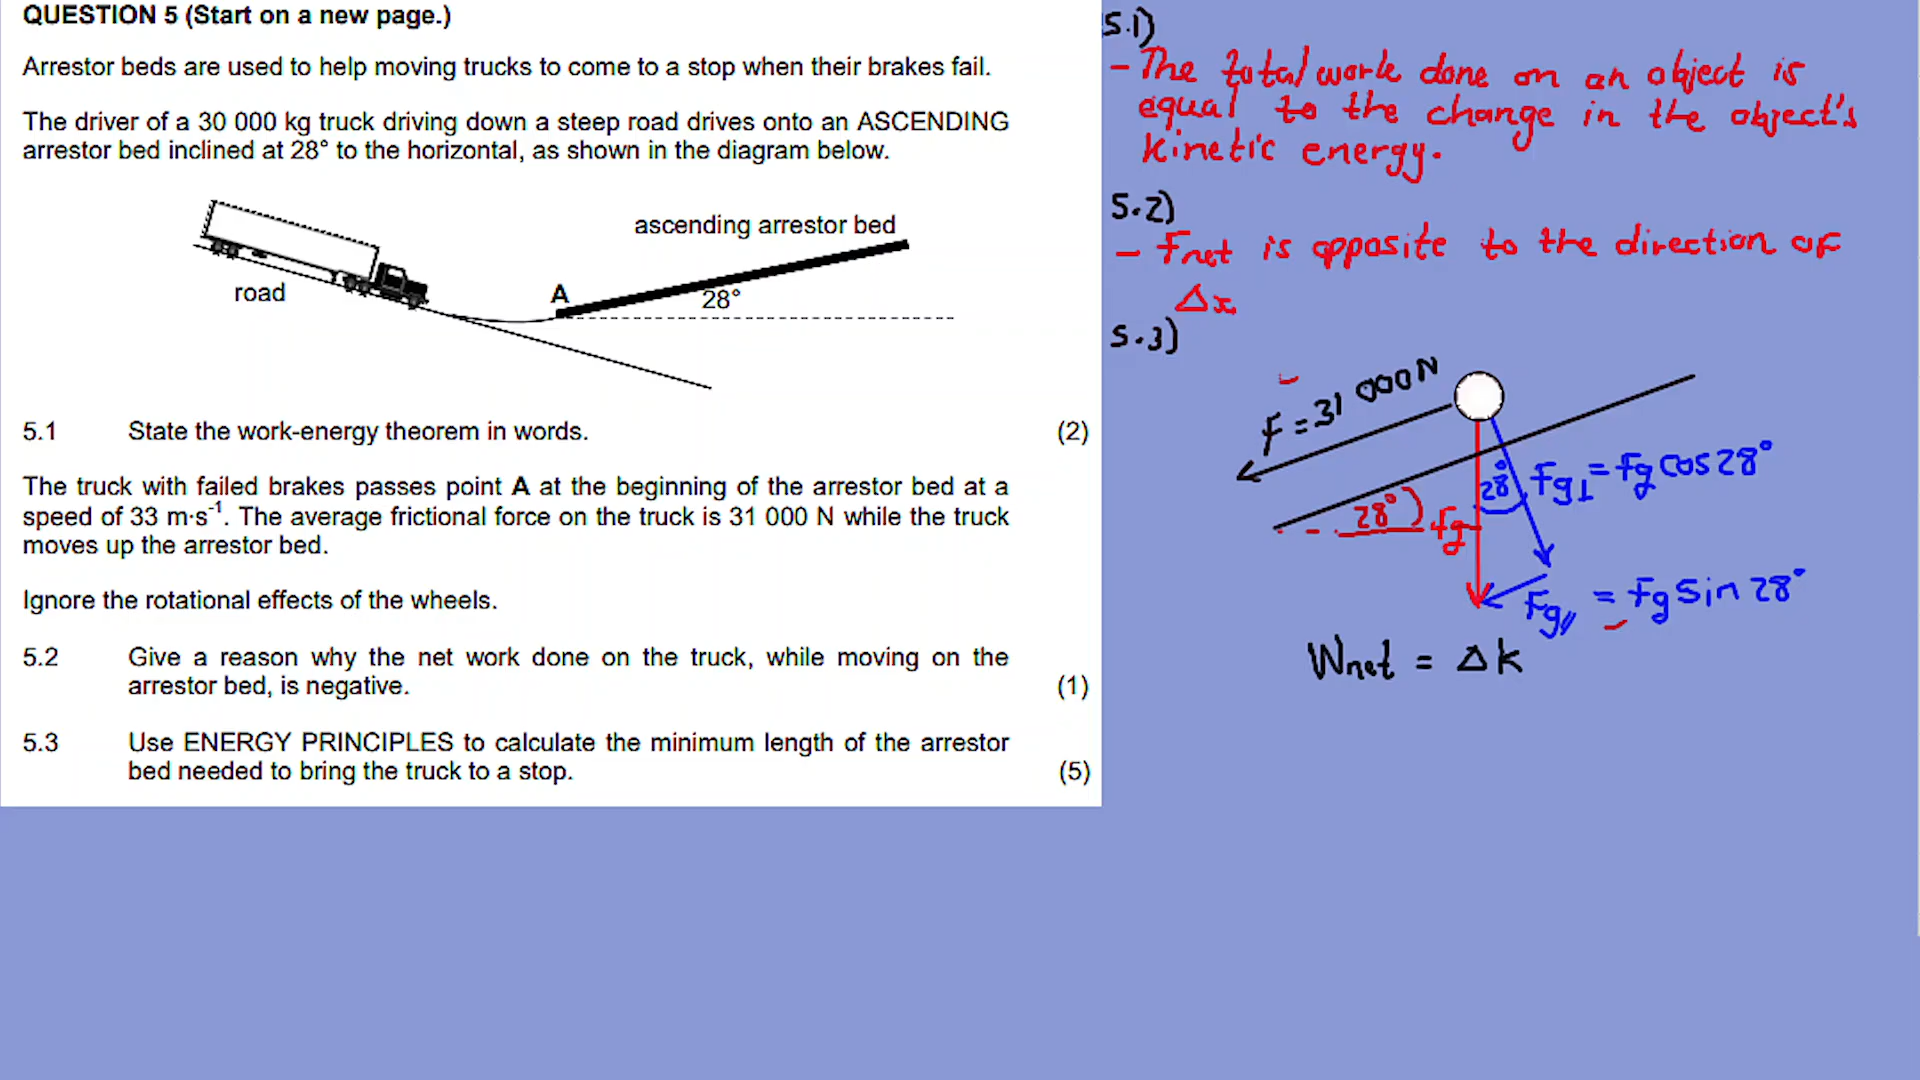 QUESTION 5 (Start on a new page.)
Arrestor beds are used to help moving trucks to come to a stop when their brakes fail.
The driver of a 30 000 kg truck driving down a steep road drives onto an ASCENDING
arrestor bed inclined at 28° to the horizontal, as shown in the diagram below.
ascending arrestor bed
road
A
28°
5.1 State the work-energy theorem in words. (2)
The truck with failed brakes passes point A at the beginning of the arrestor bed at a
speed of 33 m·s⁻¹. The average frictional force on the truck is 31 000 N while the truck
moves up the arrestor bed.
Ignore the rotational effects of the wheels.
5.2 Give a reason why the net work done on the truck, while moving on the
arrestor bed, is negative. (1)
5.3 Use ENERGY PRINCIPLES to calculate the minimum length of the arrestor
bed needed to bring the truck to a stop. (5)
5.1)
- The total work done on an object is
equal to the change in the object's
kinetic energy.
5.2)
- Fnet is opposite to the direction of
Δx
5.3)
F = 31 000N
28° Fg⊥ = Fg cos 28°
28° Fg
Fg// = Fg sin 28°
Wnet = Δk